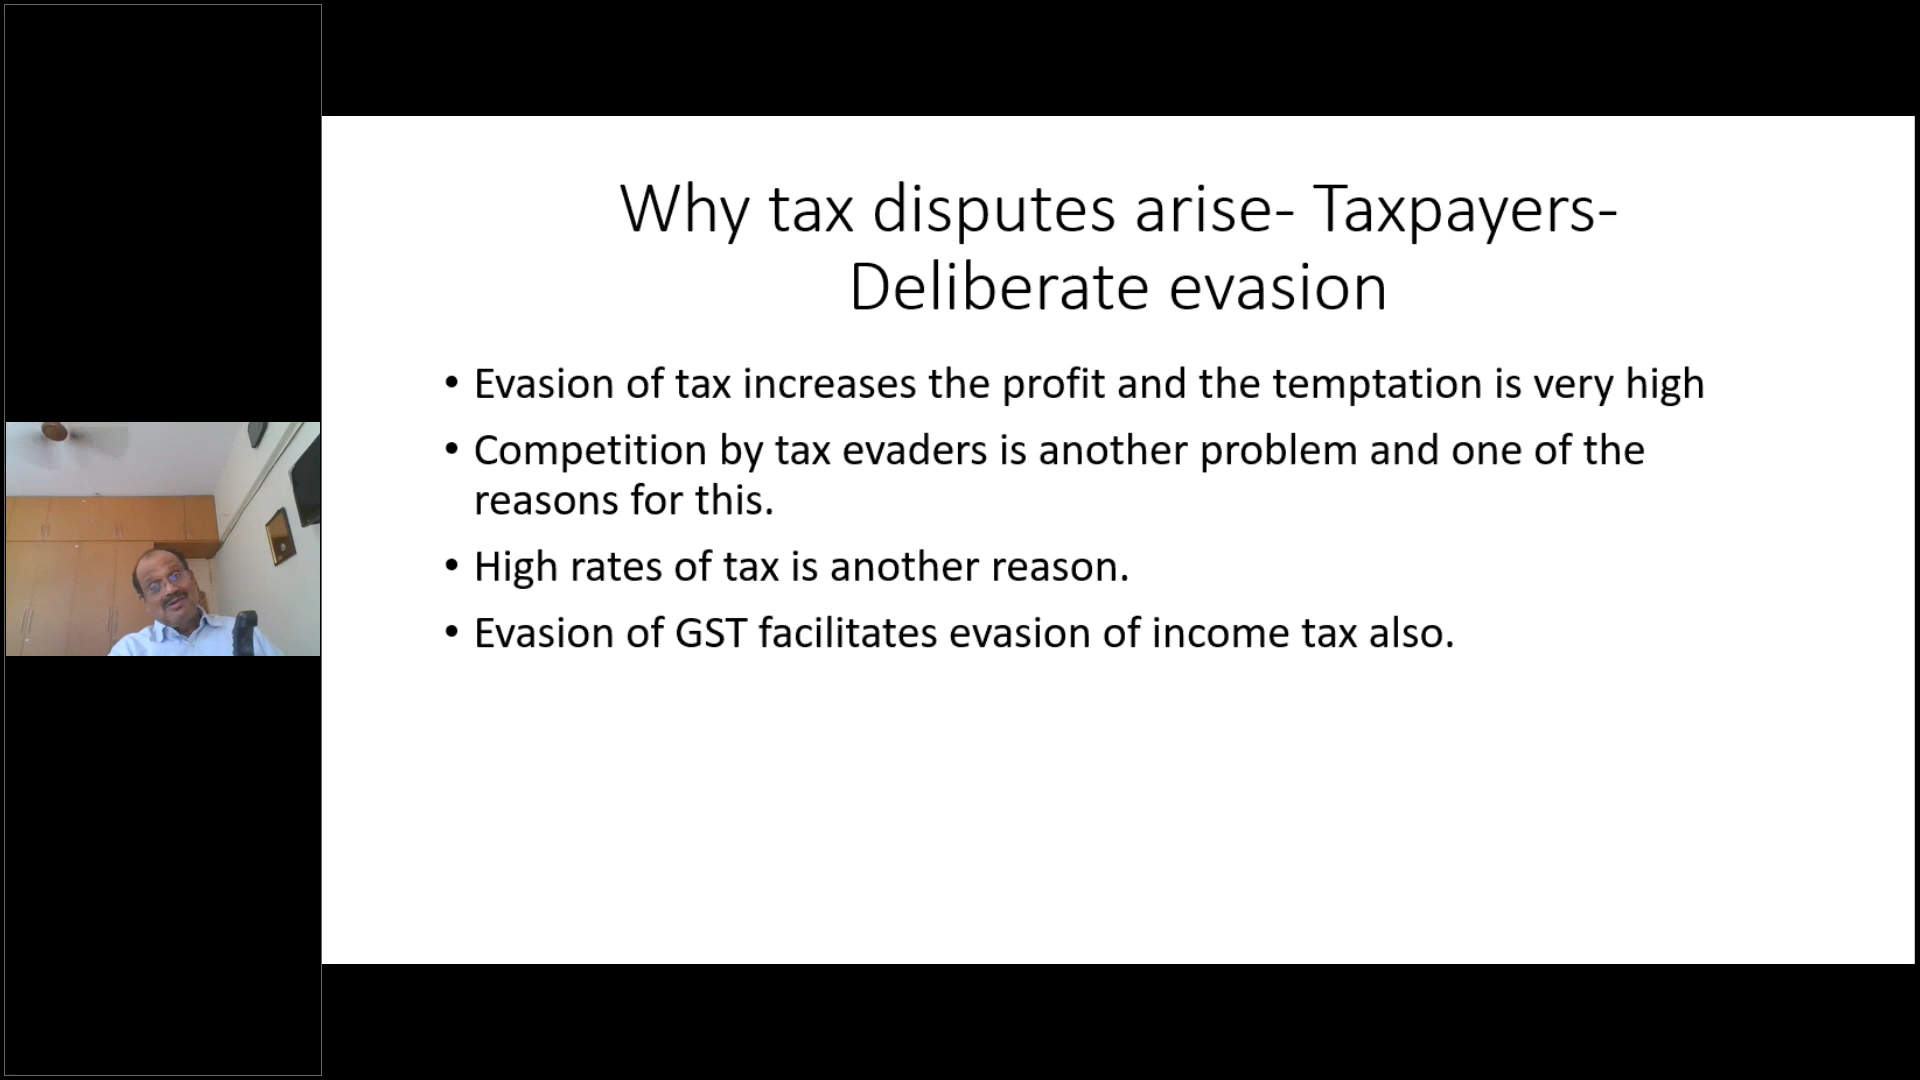 Why tax disputes arise- Taxpayers-
Deliberate evasion
• Evasion of tax increases the profit and the temptation is very high
• Competition by tax evaders is another problem and one of the
reasons for this.
• High rates of tax is another reason.
• Evasion of GST facilitates evasion of income tax also.